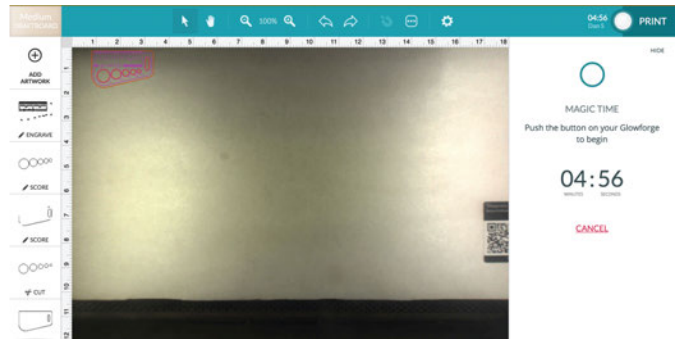 Medium
DRAFTBOARD
100%
04:56
PRINT
HIDE
ADD
ARTWORK
ENGRAVE
SCORE
SCORE
CUT
1 2 3 4 5 6 7 8 9 10 11 12 13 14 15 16 17 18
MAGIC TIME
Push the button on your Glowforge
to begin
04:56
MINUTES SECONDS
CANCEL